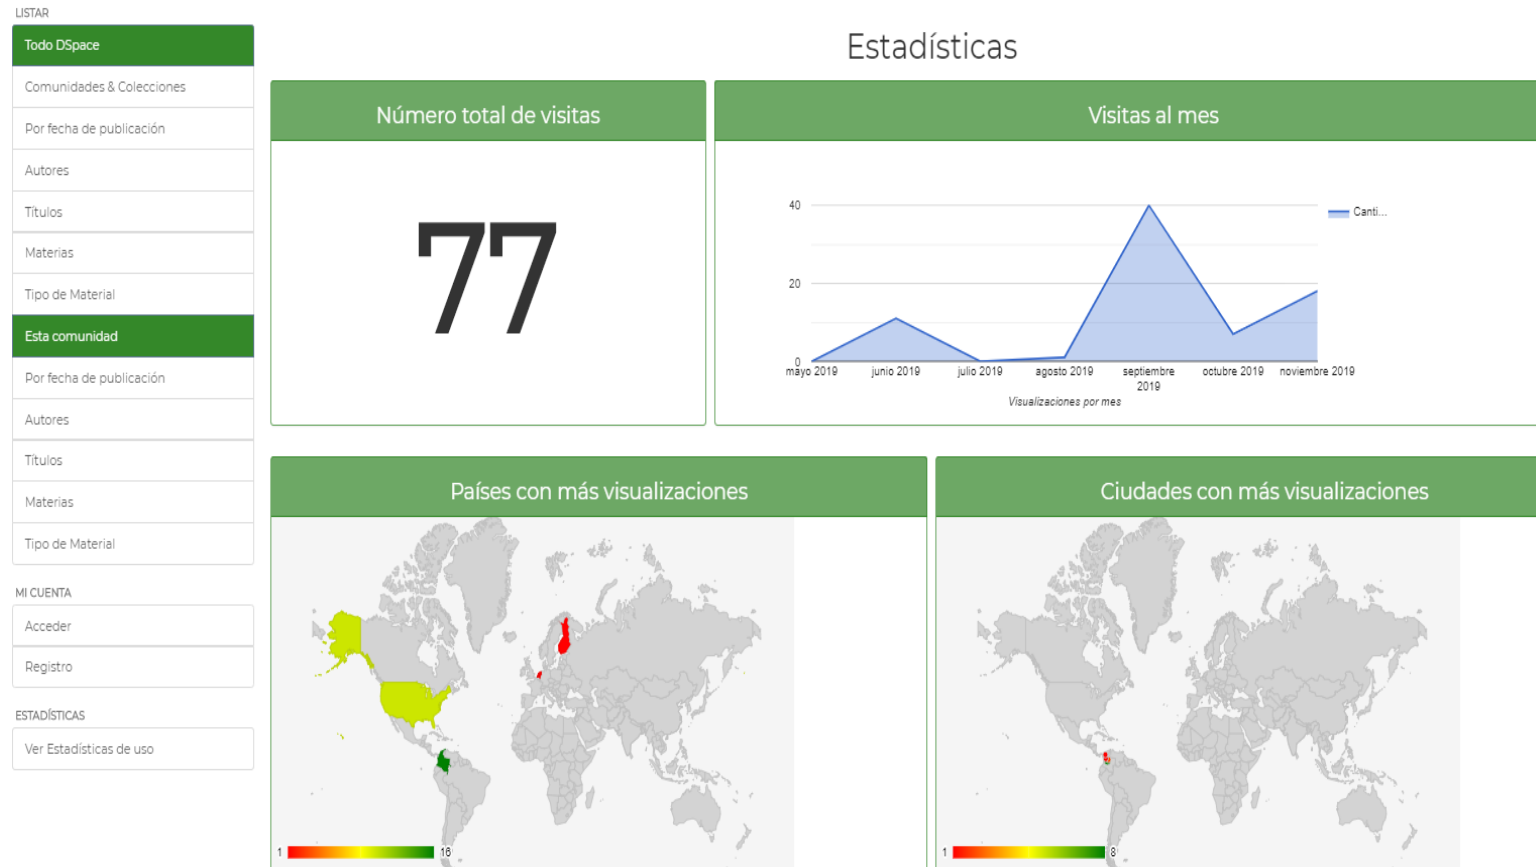 LISTAR
Todo DSpace
Comunidades & Colecciones
Por fecha de publicación
Autores
Títulos
Materias
Tipo de Material
Esta comunidad
Por fecha de publicación
Autores
Títulos
Materias
Tipo de Material
MI CUENTA
Acceder
Registro
ESTADÍSTICAS
Ver Estadísticas de uso
Estadísticas
Número total de visitas
77
Visitas al mes
40
20
0
mayo 2019
junio 2019
julio 2019
agosto 2019
septiembre
2019
octubre 2019
noviembre 2019
Visualizaciones por mes
Canti...
Países con más visualizaciones
1
16
Ciudades con más visualizaciones
1
8